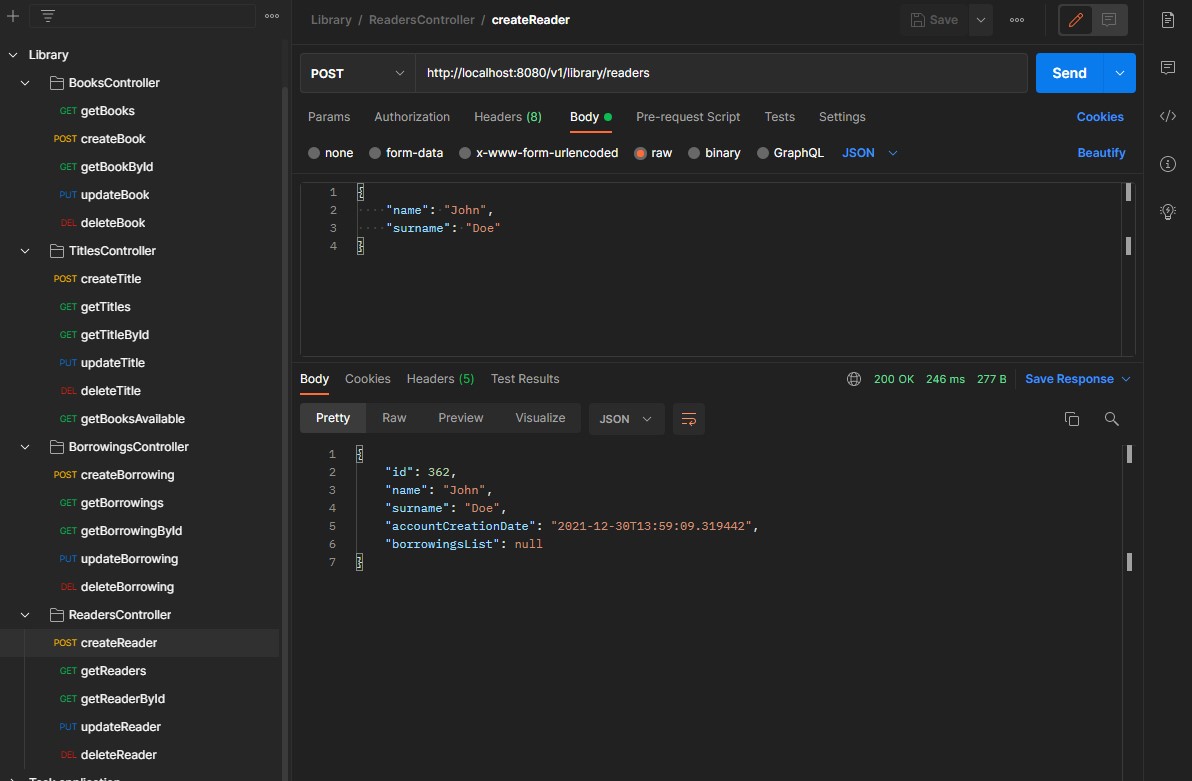 Library
BooksController
GET getBooks
POST createBook
GET getBookById
PUT updateBook
DEL deleteBook
TitlesController
POST createTitle
GET getTitles
GET getTitleById
PUT updateTitle
DEL deleteTitle
GET getBooksAvailable
BorrowingsController
POST createBorrowing
GET getBorrowings
GET getBorrowingById
PUT updateBorrowing
DEL deleteBorrowing
ReadersController
POST createReader
GET getReaders
GET getReaderById
PUT updateReader
DEL deleteReader
Task application
Library / ReadersController / createReader
Save
POST http://localhost:8080/v1/library/readers Send
Params Authorization Headers (8) Body Pre-request Script Tests Settings Cookies
none form-data x-www-form-urlencoded raw binary GraphQL JSON Beautify
1 {
2 "name": "John",
3 "surname": "Doe"
4 }
Body Cookies Headers (5) Test Results 200 OK 246 ms 277 B Save Response
Pretty Raw Preview Visualize JSON
1 {
2 "id": 362,
3 "name": "John",
4 "surname": "Doe",
5 "accountCreationDate": "2021-12-30T13:59:09.319442",
6 "borrowingsList": null
7 }